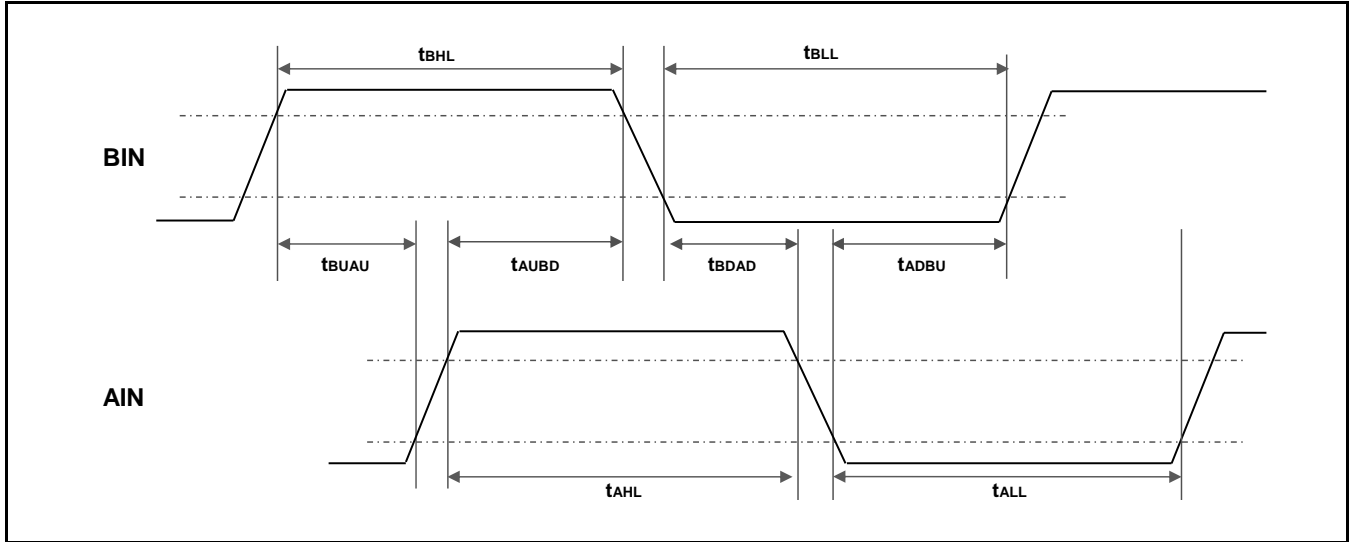 tBHL
tBLL
BIN
tBUAU
tAUBD
tBDAD
tADBU
AIN
tAHL
tALL